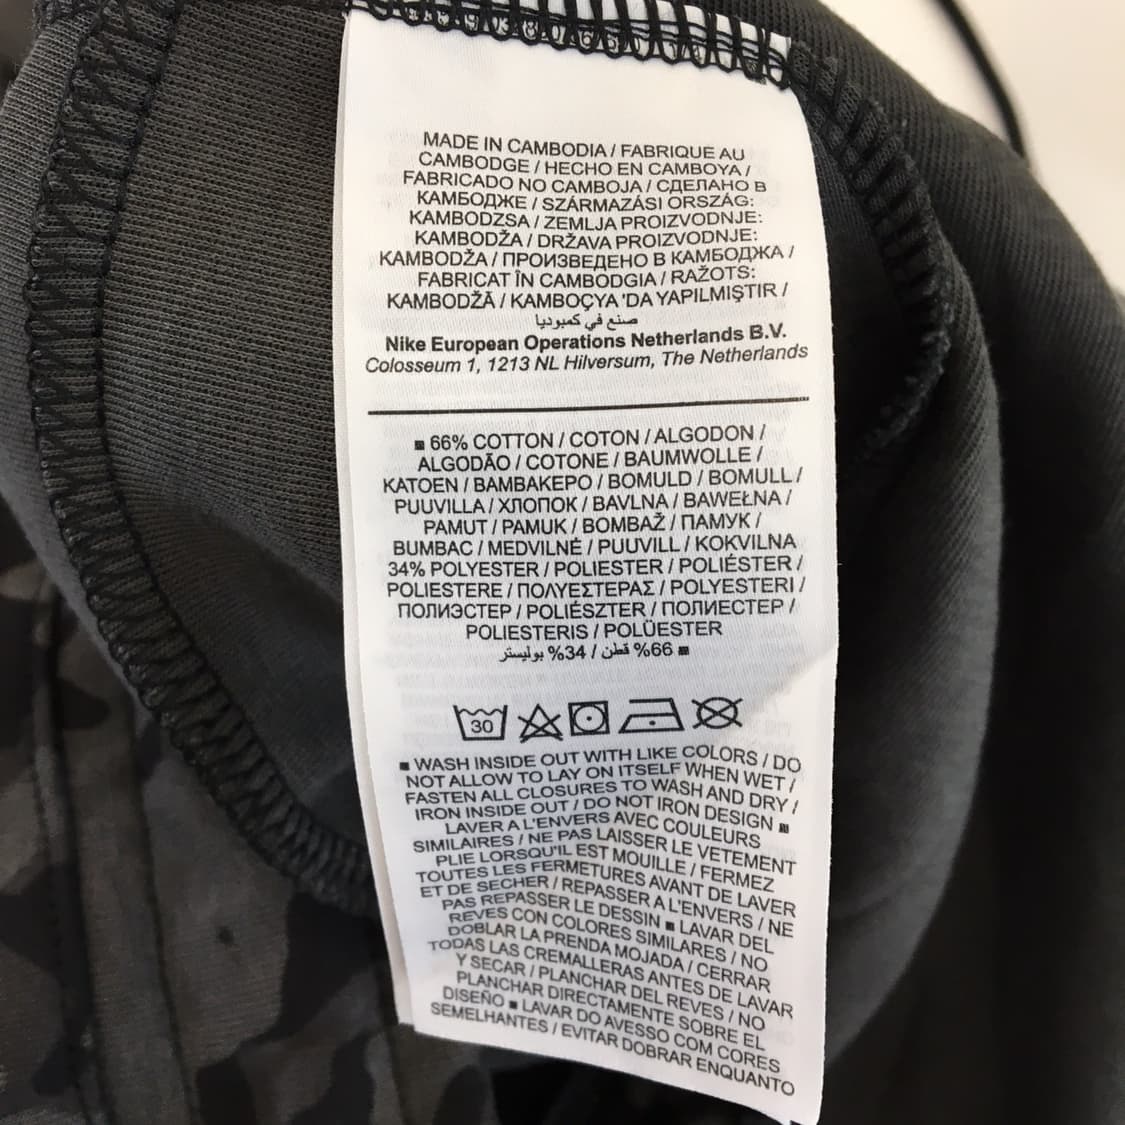 MADE IN CAMBODIA / FABRIQUE AU
CAMBODGE / HECHO EN CAMBOYA /
FABRICADO NO CAMBOJA / СДЕЛАНО В
КАМБОДЖЕ / SZÁRMAZÁSI ORSZÁG:
KAMBODZSA / ZEMLJA PROIZVODNJE:
KAMBODŽA / DRŽAVA PROIZVODNJE:
KAMBODŽA / ПРОИЗВЕДЕНО В КАМБОДЖА /
FABRICAT ÎN CAMBODGIA / RAŽOTS:
KAMBODŽĀ / KAMBOÇYA 'DA YAPILMIŞTIR /
صنع في كمبوديا
Nike European Operations Netherlands B.V.
Colosseum 1, 1213 NL Hilversum, The Netherlands
■ 66% COTTON / COTON / ALGODON /
ALGODÃO / COTONE / BAUMWOLLE /
KATOEN / ΒΑΜΒΑΚΕΡΟ / BOMULD / BOMULL /
PUUVILLA / ХЛОПОК / BAVLNA / BAWEŁNA /
PAMUT / PAMUK / BOMBAŽ / ПАМУК /
BUMBAC / MEDVILNĖ / PUUVILL / KOKVILNA
34% POLYESTER / POLIESTER / POLIÉSTER /
POLIESTERE / ΠΟΛΥΕΣΤΕΡΑΣ / POLYESTERI /
ПОЛИЭСТЕР / POLIÉSZTER / ПОЛИЕСТЕР /
POLIESTERIS / POLÜESTER
■ 66% قطن / 34% بوليستر
30
■ WASH INSIDE OUT WITH LIKE COLORS / DO
NOT ALLOW TO LAY ON ITSELF WHEN WET /
FASTEN ALL CLOSURES TO WASH AND DRY /
IRON INSIDE OUT / DO NOT IRON DESIGN ■
LAVER A L'ENVERS AVEC COULEURS
SIMILAIRES / NE PAS LAISSER LE VETEMENT
PLIE LORSQU'IL EST MOUILLE / FERMEZ
TOUTES LES FERMETURES AVANT DE LAVER
ET DE SECHER / REPASSER A L'ENVERS / NE
PAS REPASSER LE DESSIN ■ LAVAR DEL
REVES CON COLORES SIMILARES / NO
DOBLAR LA PRENDA MOJADA / CERRAR
TODAS LAS CREMALLERAS ANTES DE LAVAR
Y SECAR / PLANCHAR DEL REVES / NO
PLANCHAR DIRECTAMENTE SOBRE EL
DISEÑO ■ LAVAR DO AVESSO COM CORES
SEMELHANTES / EVITAR DOBRAR ENQUANTO